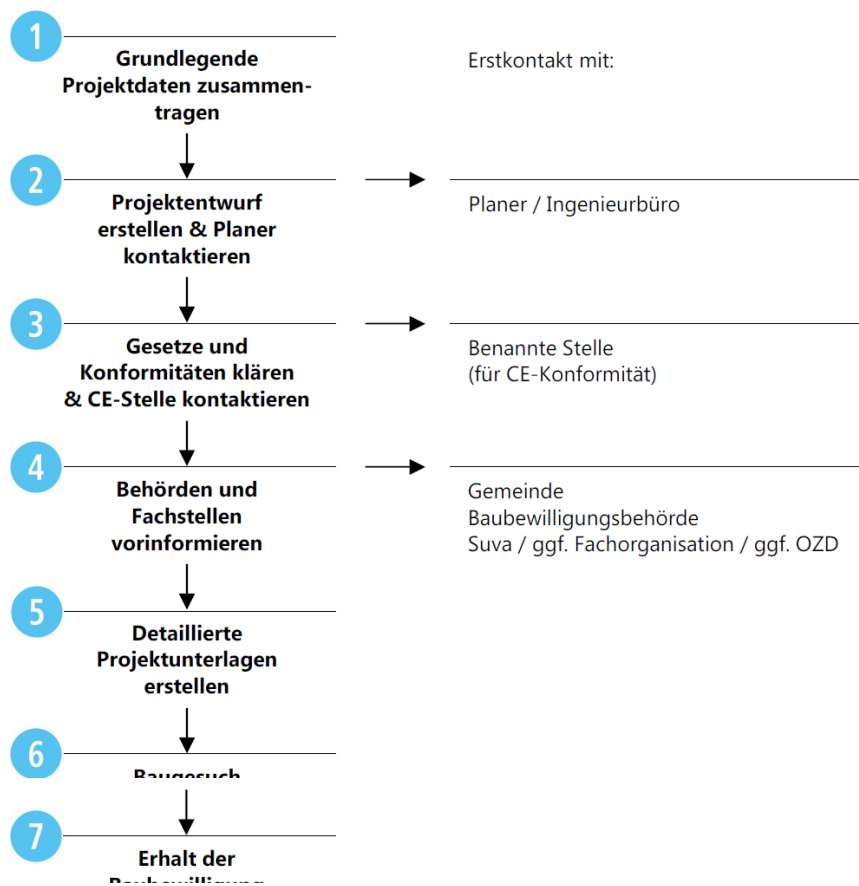 1
Grundlegende
Projektdaten zusammen-
tragen
Erstkontakt mit:
2
Projektentwurf
erstellen & Planer
kontaktieren
Planer / Ingenieurbüro
3
Gesetze und
Konformitäten klären
& CE-Stelle kontaktieren
Benannte Stelle
(für CE-Konformität)
4
Behörden und
Fachstellen
vorinformieren
Gemeinde
Baubewilligungsbehörde
Suva / ggf. Fachorganisation / ggf. OZD
5
Detaillierte
Projektunterlagen
erstellen
6
Baugesuch
7
Erhalt der
Baubewilligung